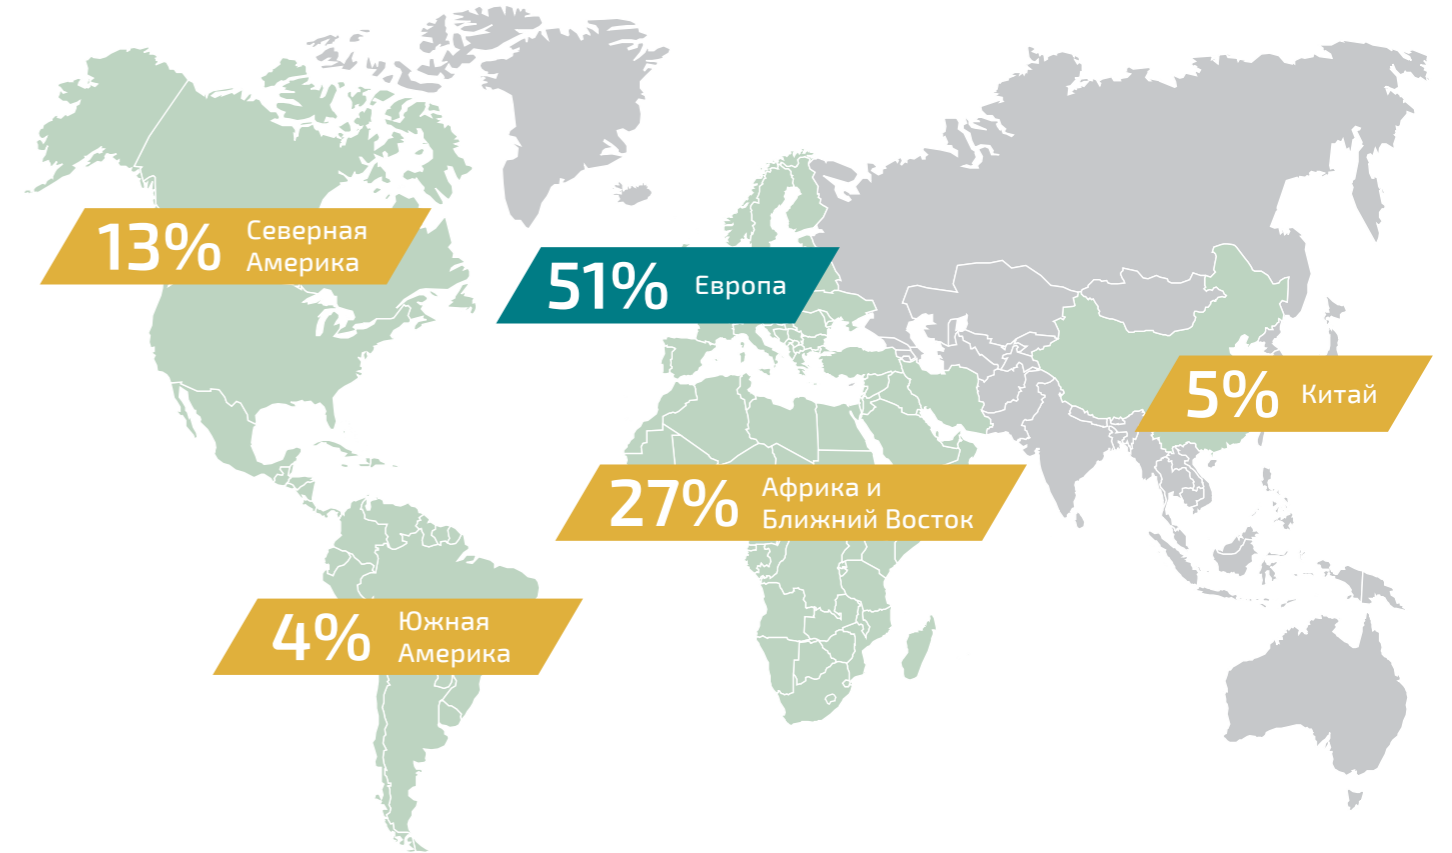 13%
Северная
Америка
51%
Европа
5%
Китай
27%
Африка и
Ближний Восток
4%
Южная
Америка